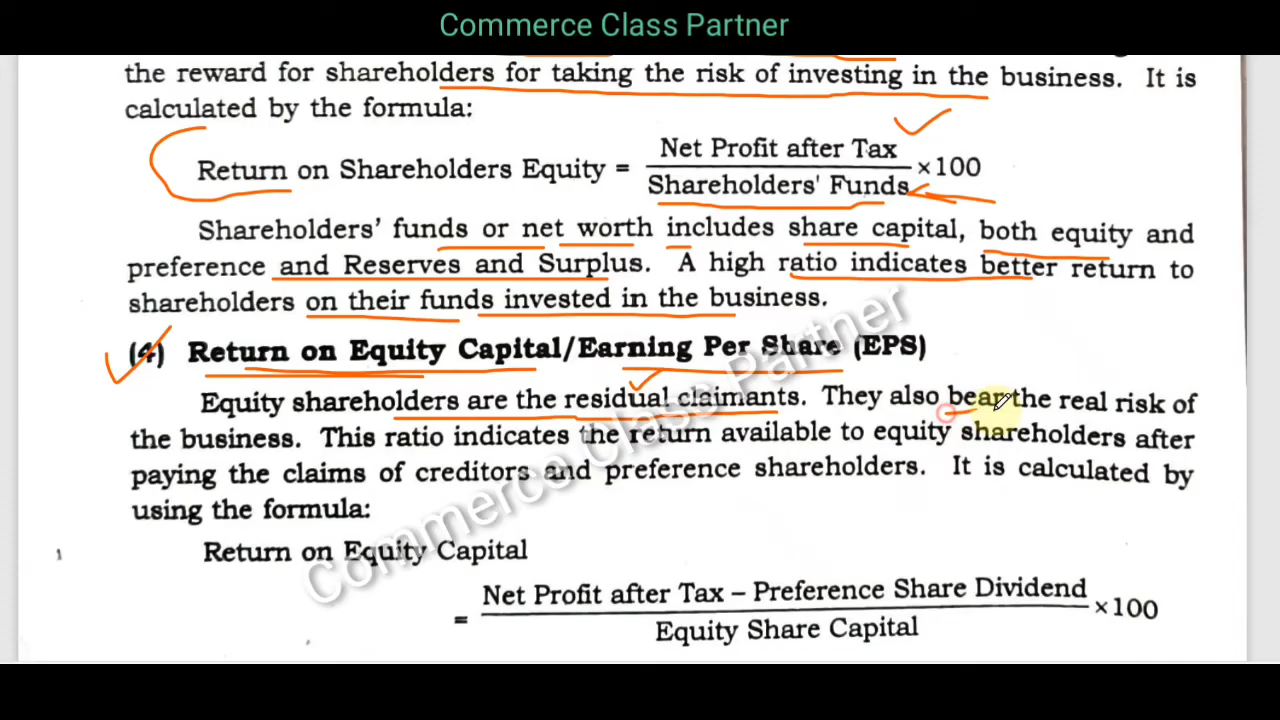 Commerce Class Partner
the reward for shareholders for taking the risk of investing in the business. It is
calculated by the formula:
Return on Shareholders Equity = Net Profit after Tax / Shareholders' Funds ×100
Shareholders' funds or net worth includes share capital, both equity and
preference and Reserves and Surplus. A high ratio indicates better return to
shareholders on their funds invested in the business.
(4) Return on Equity Capital/Earning Per Share (EPS)
Equity shareholders are the residual claimants. They also bear the real risk of
the business. This ratio indicates the return available to equity shareholders after
paying the claims of creditors and preference shareholders. It is calculated by
using the formula:
Return on Equity Capital
= Net Profit after Tax – Preference Share Dividend / Equity Share Capital ×100
Commerce Class Partner